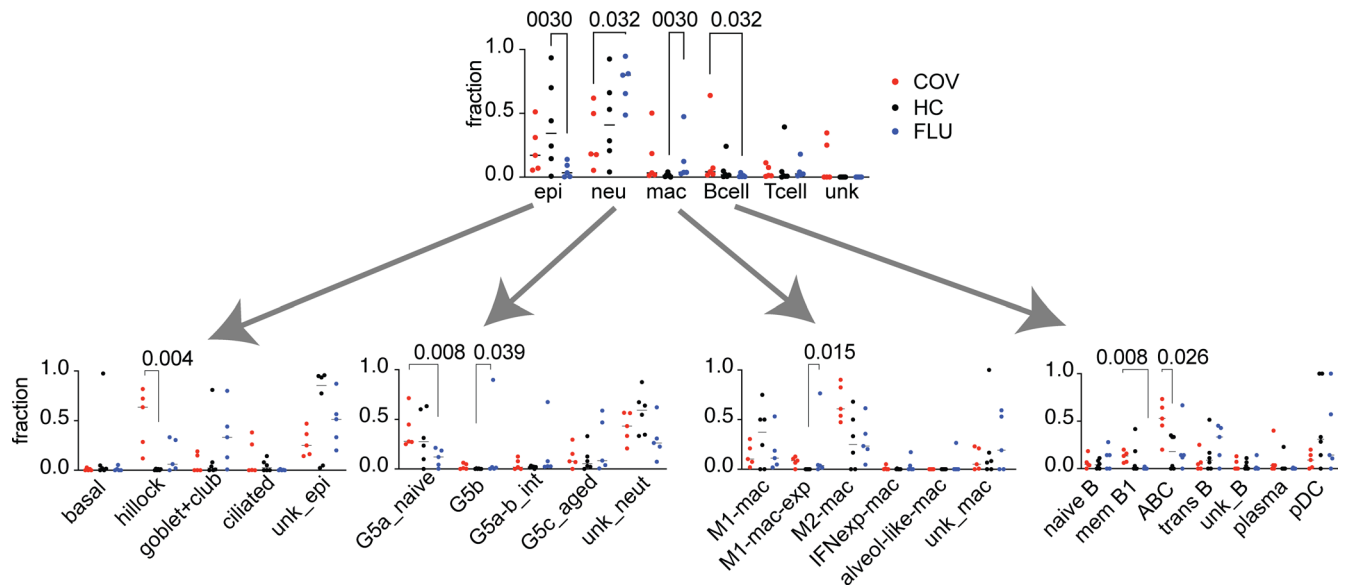 0030 0.032 0030 0.032
1.0
0.5
0.0
fraction
COV
HC
FLU
epi neu mac Bcell Tcell unk
0.004
1.0
0.5
0
fraction
basal
hillock
goblet+club
ciliated
unk_epi
0.008 0.039
1.0
0.5
0
G5a_naive
G5b
G5a-b_int
G5c_aged
unk_neut
0.015
1.0
0.5
0
M1-mac
M1-mac-exp
M2-mac
IFNexp-mac
alveol-like-mac
unk_mac
0.008 0.026
1.0
0.5
0
naive B
mem B1
ABC
trans B
unk_B
plasma
pDC